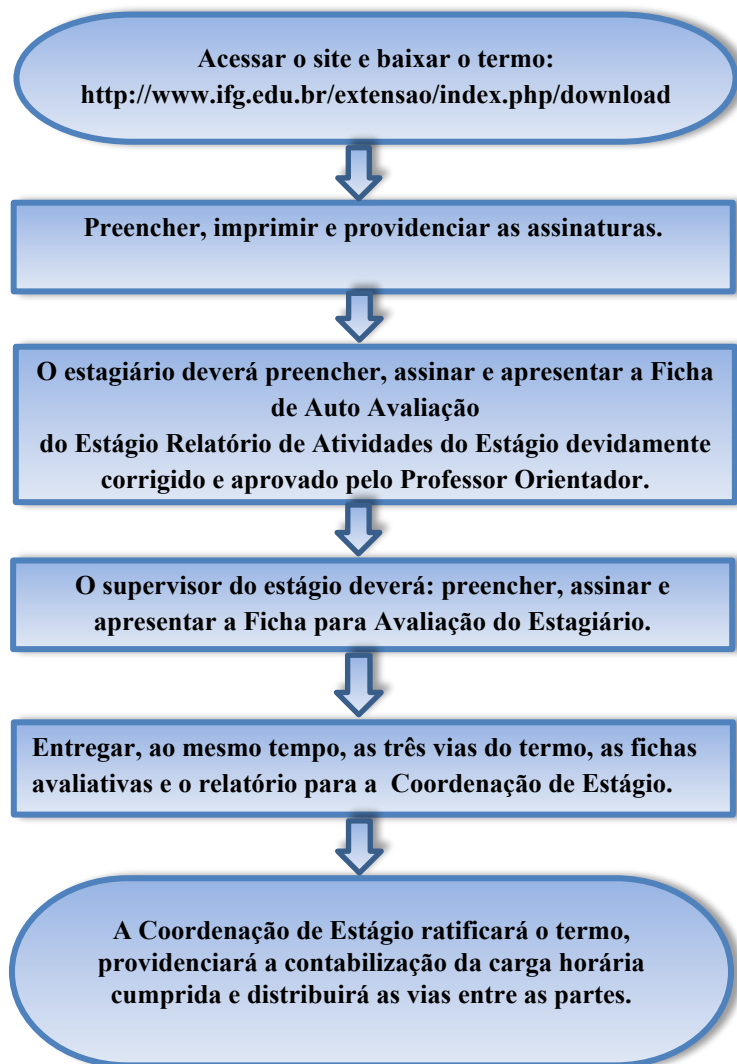 Acessar o site e baixar o termo:
http://www.ifg.edu.br/extensao/index.php/download
Preencher, imprimir e providenciar as assinaturas.
O estagiário deverá preencher, assinar e apresentar a Ficha
de Auto Avaliação
do Estágio Relatório de Atividades do Estágio devidamente
corrigido e aprovado pelo Professor Orientador.
O supervisor do estágio deverá: preencher, assinar e
apresentar a Ficha para Avaliação do Estagiário.
Entregar, ao mesmo tempo, as três vias do termo, as fichas
avaliativas e o relatório para a Coordenação de Estágio.
A Coordenação de Estágio ratificará o termo,
providenciará a contabilização da carga horária
cumprida e distribuirá as vias entre as partes.